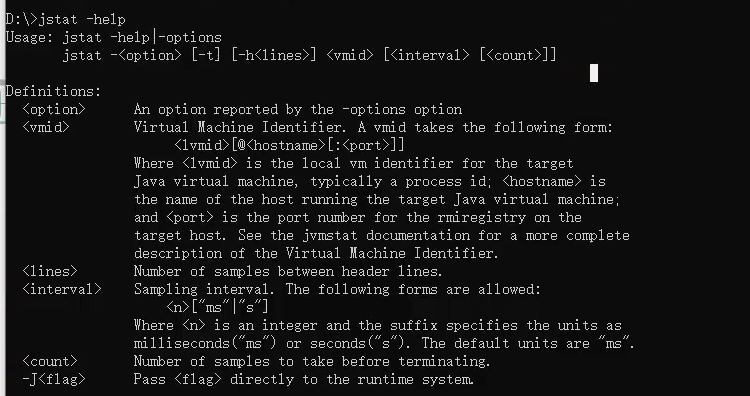 D:\>jstat -help
Usage: jstat -help|-options
       jstat -<option> [-t] [-h<lines>] <vmid> [<interval> [<count>]]
Definitions:
  <option>      An option reported by the -options option
  <vmid>        Virtual Machine Identifier. A vmid takes the following form:
                     <lvmid>[@<hostname>[:<port>]]
                Where <lvmid> is the local vm identifier for the target
                Java virtual machine, typically a process id; <hostname> is
                the name of the host running the target Java virtual machine;
                and <port> is the port number for the rmiregistry on the
                target host. See the jvmstat documentation for a more complete
                description of the Virtual Machine Identifier.
  <lines>       Number of samples between header lines.
  <interval>    Sampling interval. The following forms are allowed:
                    <n>["ms"|"s"]
                Where <n> is an integer and the suffix specifies the units as
                milliseconds("ms") or seconds("s"). The default units are "ms".
  <count>       Number of samples to take before terminating.
  -J<flag>      Pass <flag> directly to the runtime system.